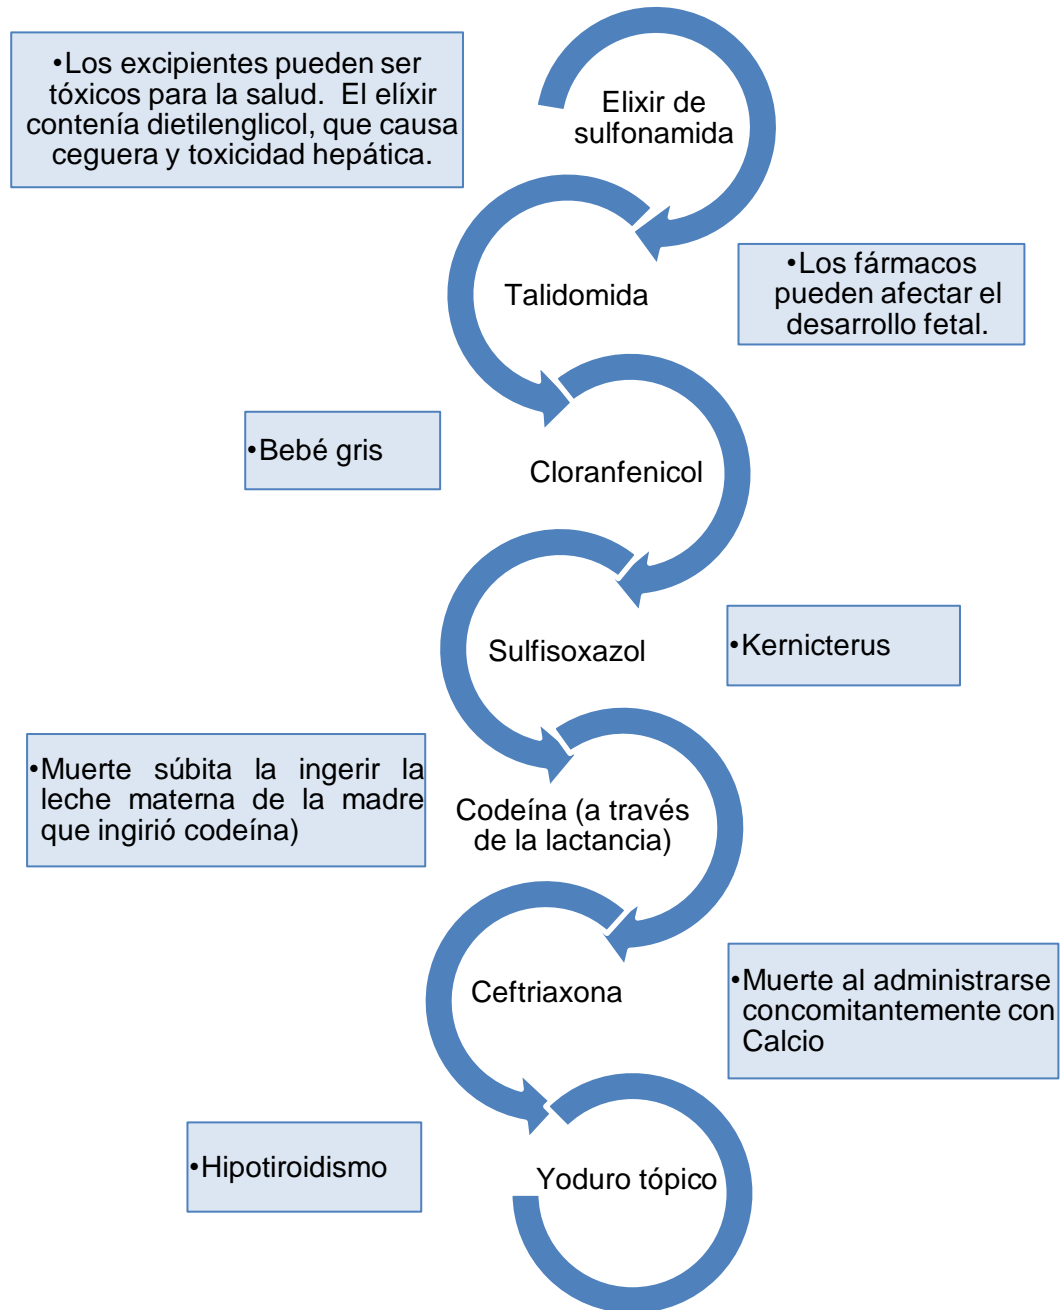 •Los excipientes pueden ser
tóxicos para la salud. El elíxir
contenía dietilenglicol, que causa
ceguera y toxicidad hepática.
Elixir de
sulfonamida
Talidomida
•Los fármacos
pueden afectar el
desarrollo fetal.
•Bebé gris
Cloranfenicol
Sulfisoxazol
•Kernicterus
•Muerte súbita la ingerir la
leche materna de la madre
que ingirió codeína)
Codeína (a través
de la lactancia)
Ceftriaxona
•Muerte al administrarse
concomitantemente con
Calcio
•Hipotiroidismo
Yoduro tópico